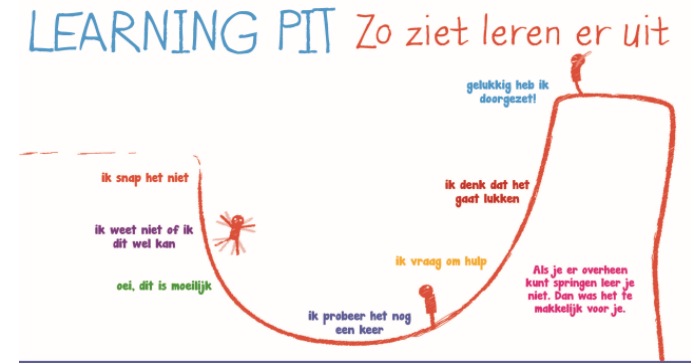 LEARNING PIT Zo ziet leren er uit
gelukkig heb ik
doorgezet!
ik snap het niet
ik denk dat het
gaat lukken
ik weet niet of ik
dit wel kan
ik vraag om hulp
oei, dit is moeilijk
Als je er overheen
kunt springen leer je
niet. Dan was het te
makkelijk voor je.
ik probeer het nog
een keer